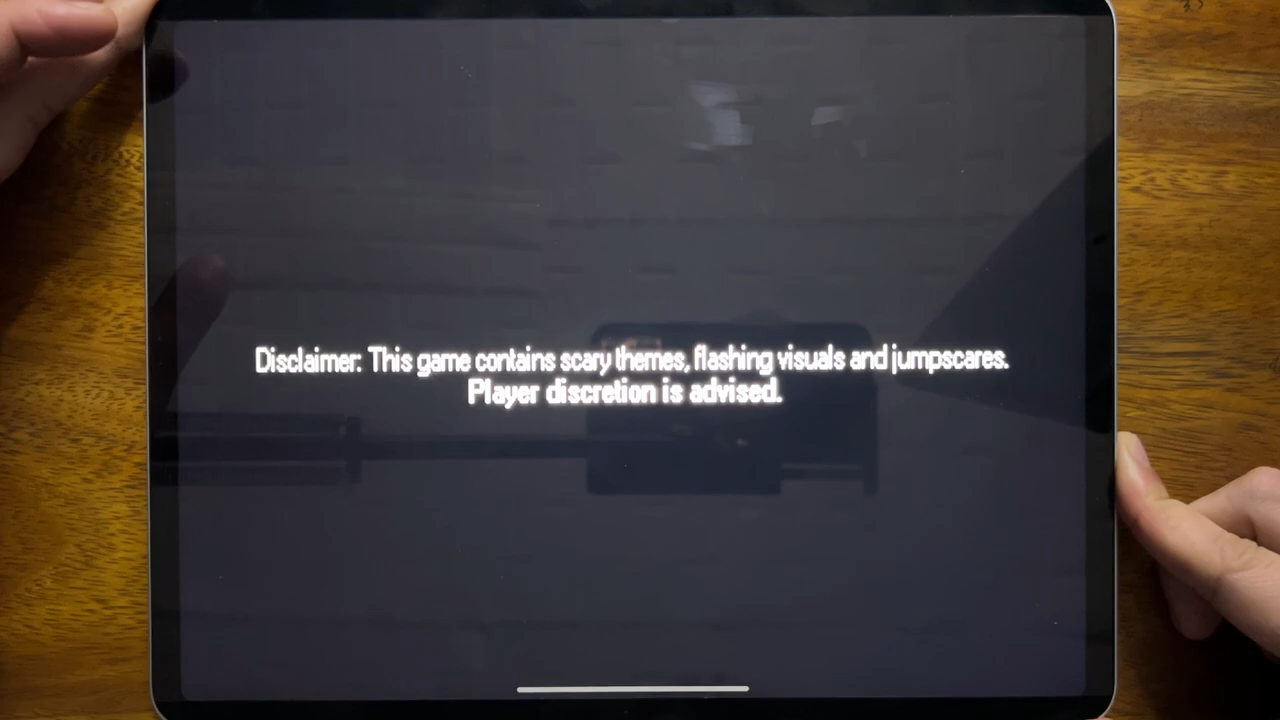 Disclaimer: This game contains scary themes, flashing visuals and jumpscares.
Player discretion is advised.